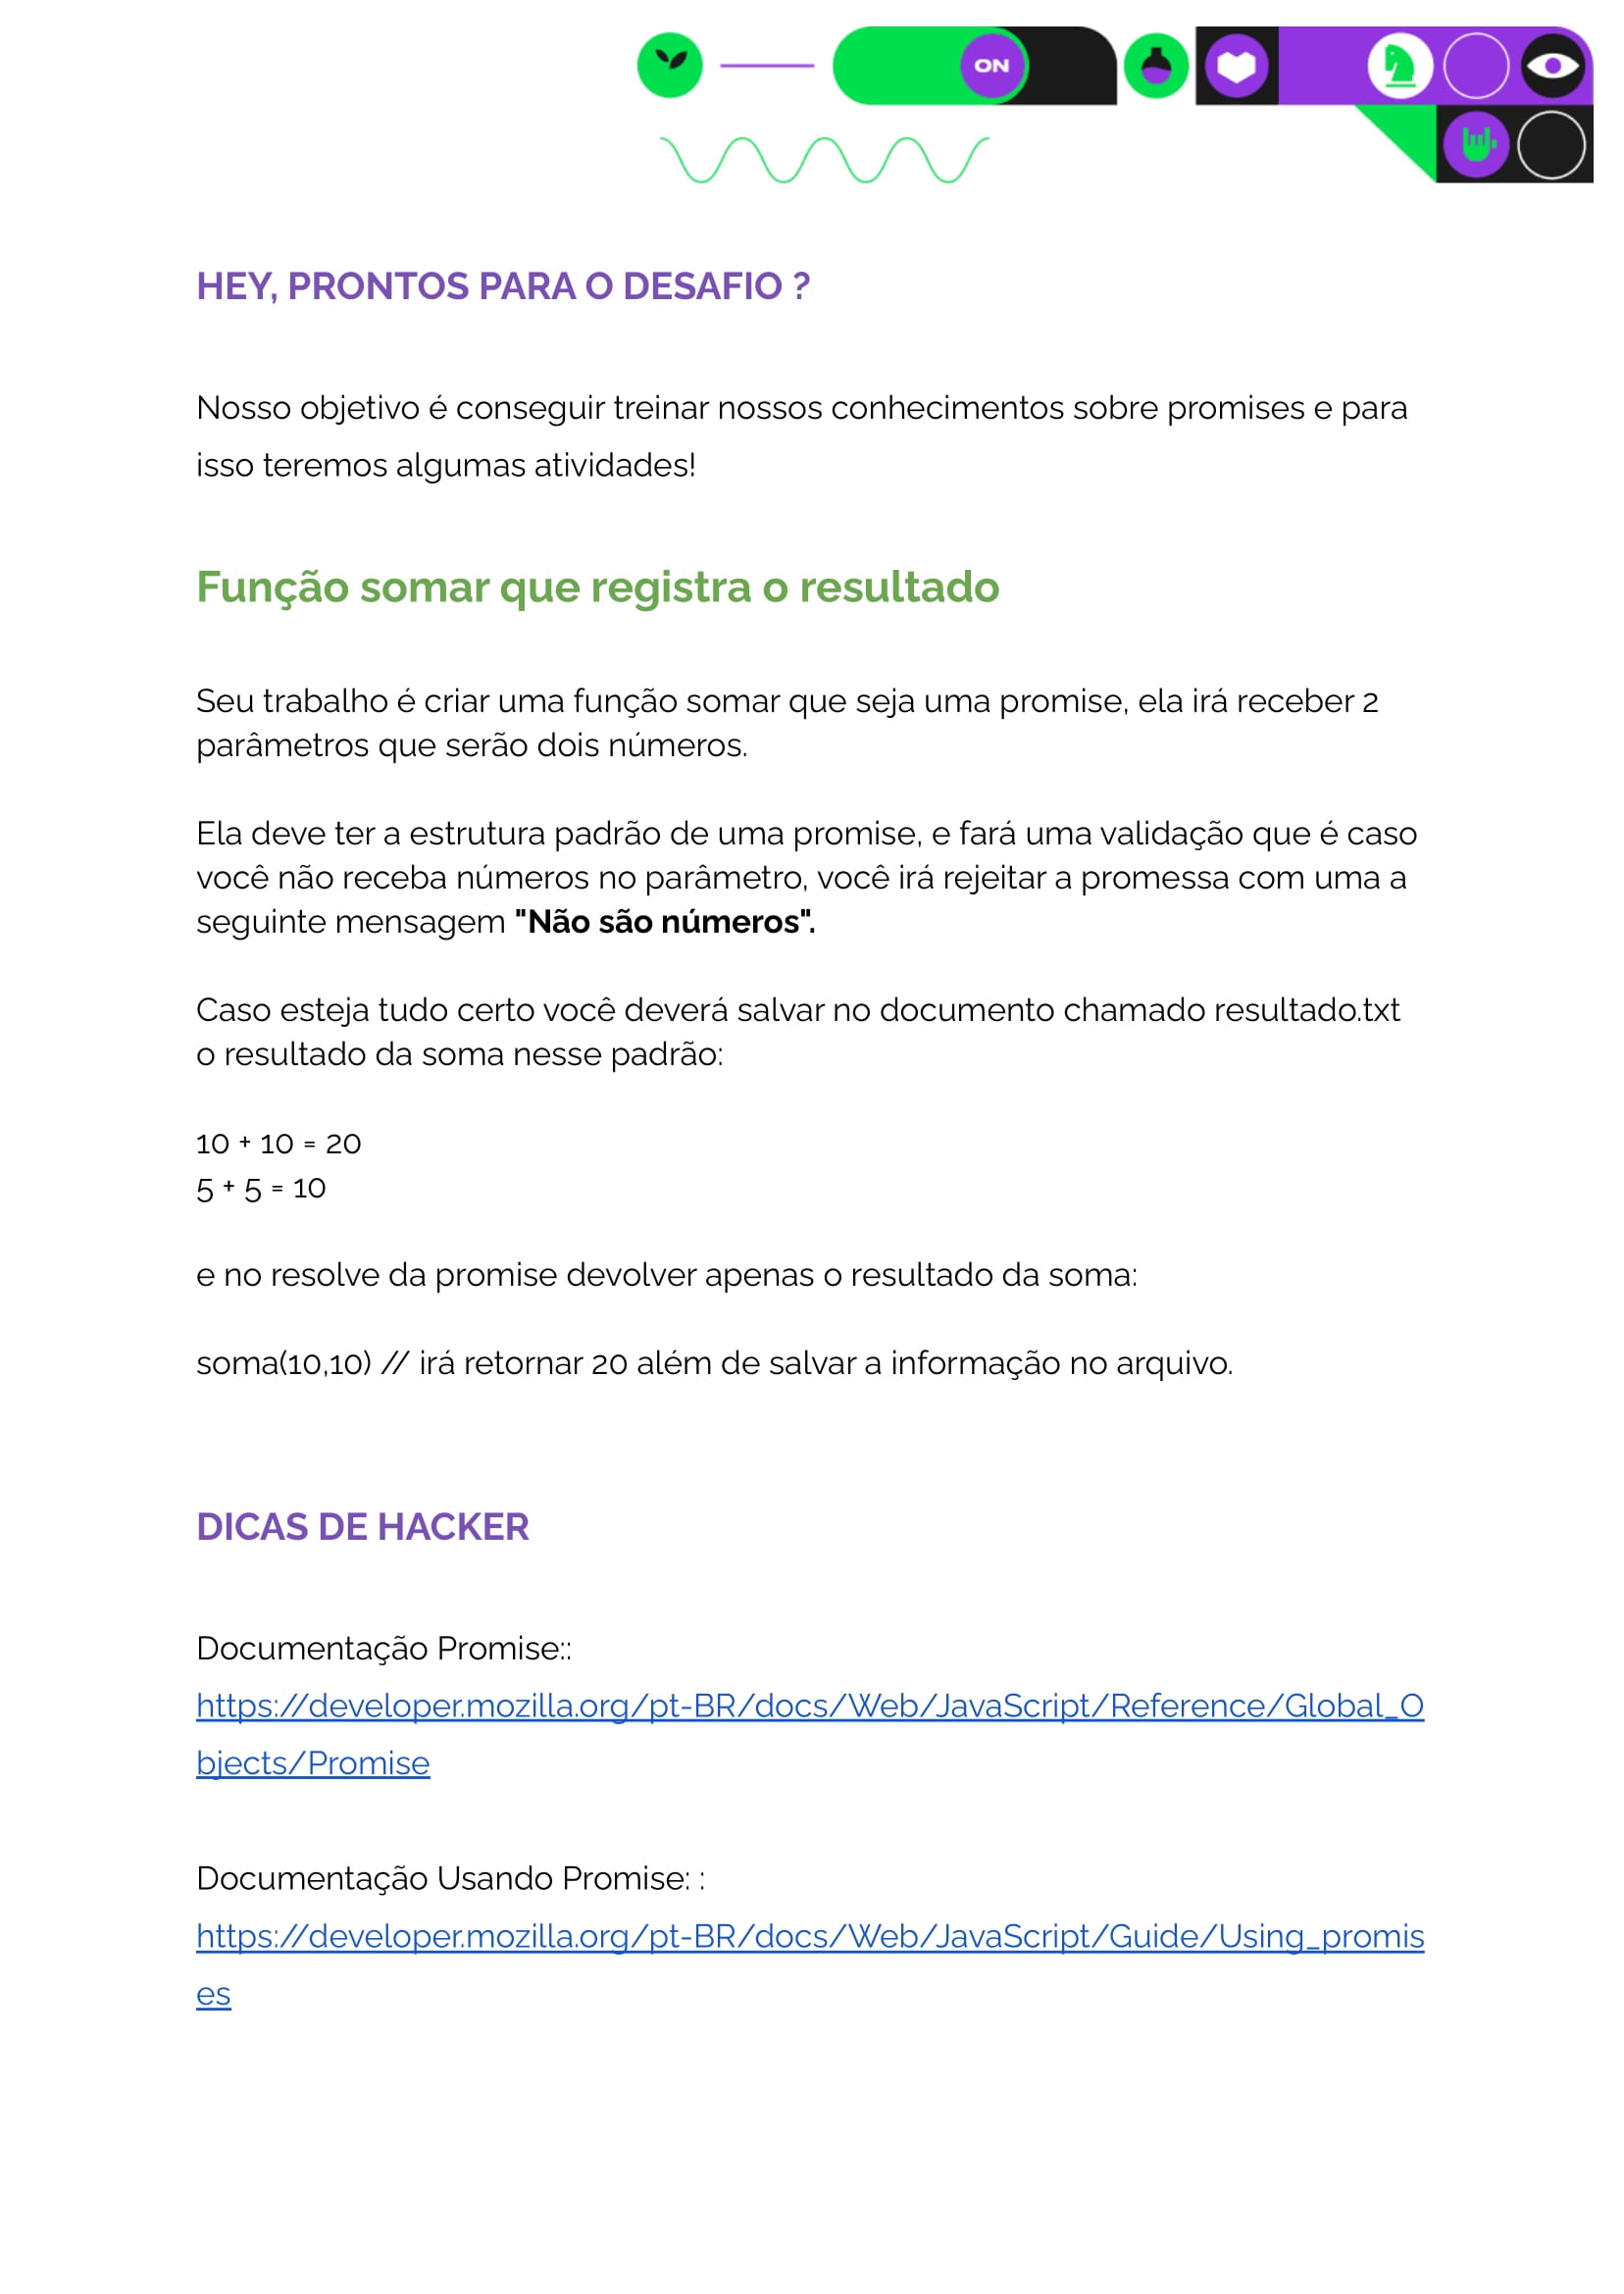 ON
HEY, PRONTOS PARA O DESAFIO ?
Nosso objetivo é conseguir treinar nossos conhecimentos sobre promises e para
isso teremos algumas atividades!
Função somar que registra o resultado
Seu trabalho é criar uma função somar que seja uma promise, ela irá receber 2
parâmetros que serão dois números.
Ela deve ter a estrutura padrão de uma promise, e fará uma validação que é caso
você não receba números no parâmetro, você irá rejeitar a promessa com uma a
seguinte mensagem "Não são números".
Caso esteja tudo certo você deverá salvar no documento chamado resultado.txt
o resultado da soma nesse padrão:
10 + 10 = 20
5 + 5 = 10
e no resolve da promise devolver apenas o resultado da soma:
soma(10,10) // irá retornar 20 além de salvar a informação no arquivo.
DICAS DE HACKER
Documentação Promise::
https://developer.mozilla.org/pt-BR/docs/Web/JavaScript/Reference/Global_O
bjects/Promise
Documentação Usando Promise: :
https://developer.mozilla.org/pt-BR/docs/Web/JavaScript/Guide/Using_promis
es